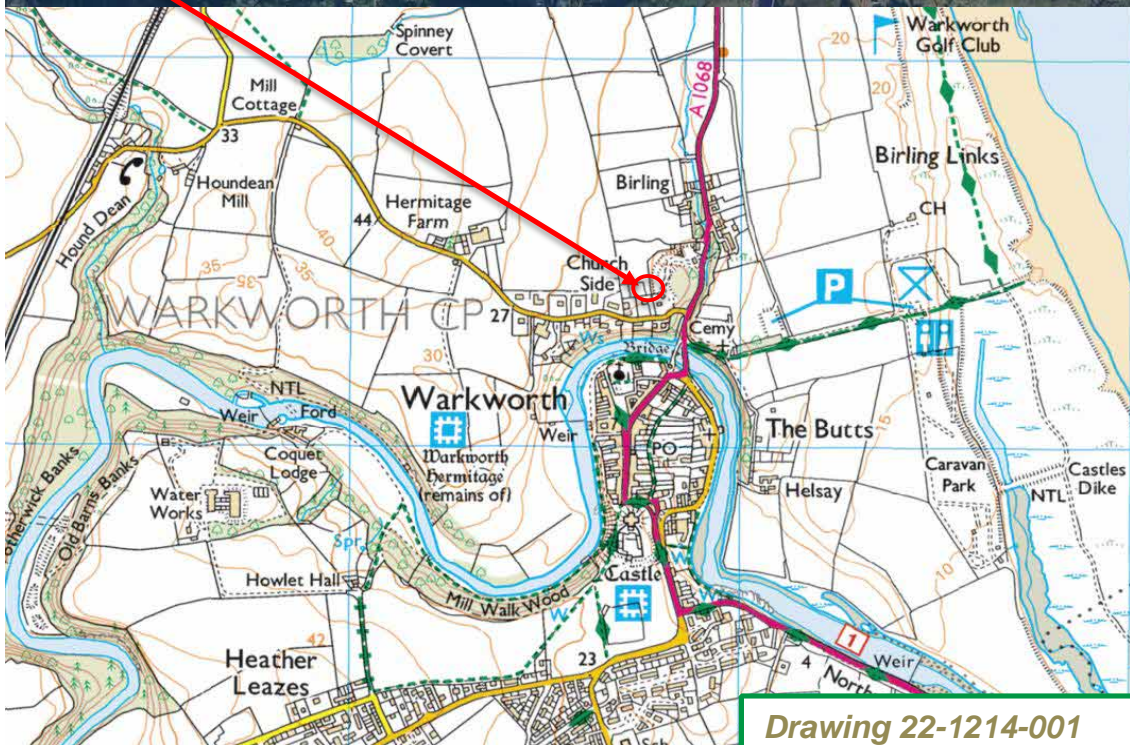 Spinney
Covert
Warkworth
Golf Club
20
20
Mill
Cottage
A 1068
33
Birling Links
Houndean
Mill
Birling
CH
Hound Dean
Hermitage
Farm
44
40
35
35
35
Church
Side
P
WARKWORTH CP
27
Cemy
30
Ws
Bridge
NTL
Weir
Ford
Warkworth
Weir
15
The Butts
Coquet
Lodge
Warkworth
Hermitage
(remains of)
PO
Caravan
Park
Castles
Dike
NTL
Water
Works
Helsay
Old Barns Banks
Spr
Howlet Hall
Castle
W
W
W
10
Mill Walk Wood
42
Heather
Leazes
23
1
4
Weir
North
Sch
Drawing 22-1214-001